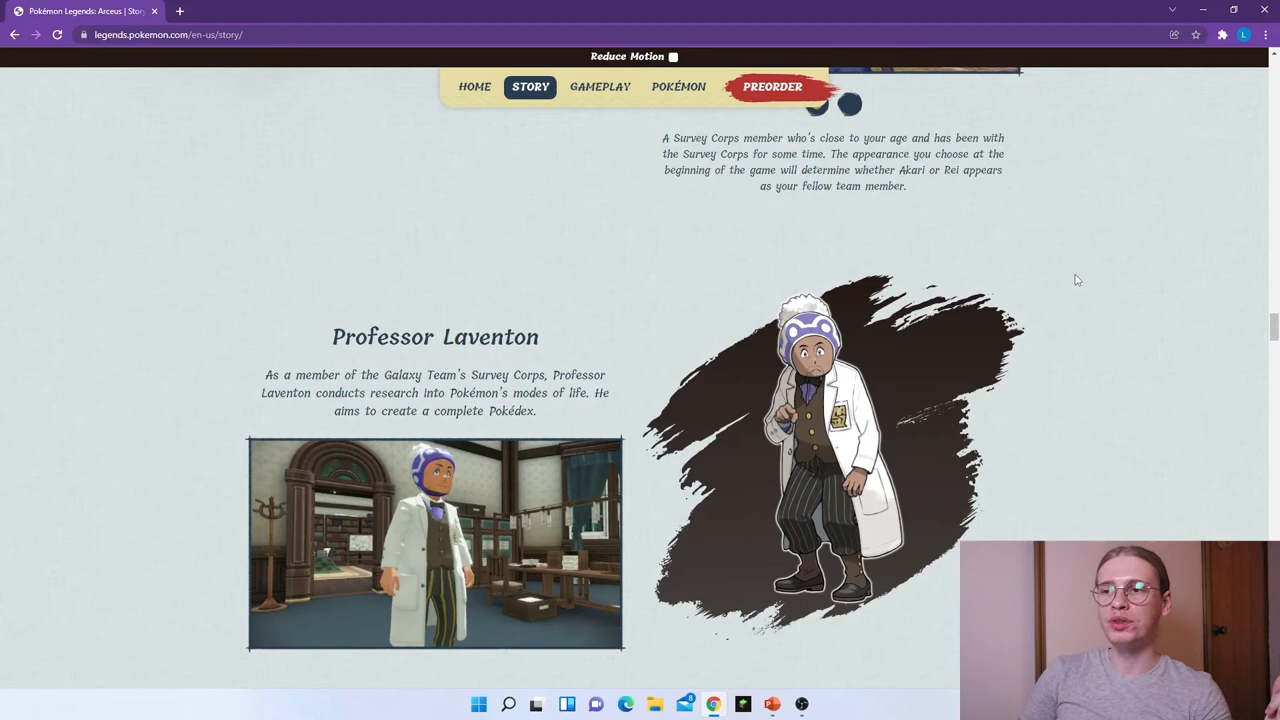 Pokémon Legends: Arceus | Story
legends.pokemon.com/en-us/story/
L
Reduce Motion
HOME
STORY
GAMEPLAY
POKÉMON
PREORDER
A Survey Corps member who's close to your age and has been with
the Survey Corps for some time. The appearance you choose at the
beginning of the game will determine whether Akari or Rei appears
as your fellow team member.
Professor Laventon
As a member of the Galaxy Team's Survey Corps, Professor
Laventon conducts research into Pokémon's modes of life. He
aims to create a complete Pokédex.
8